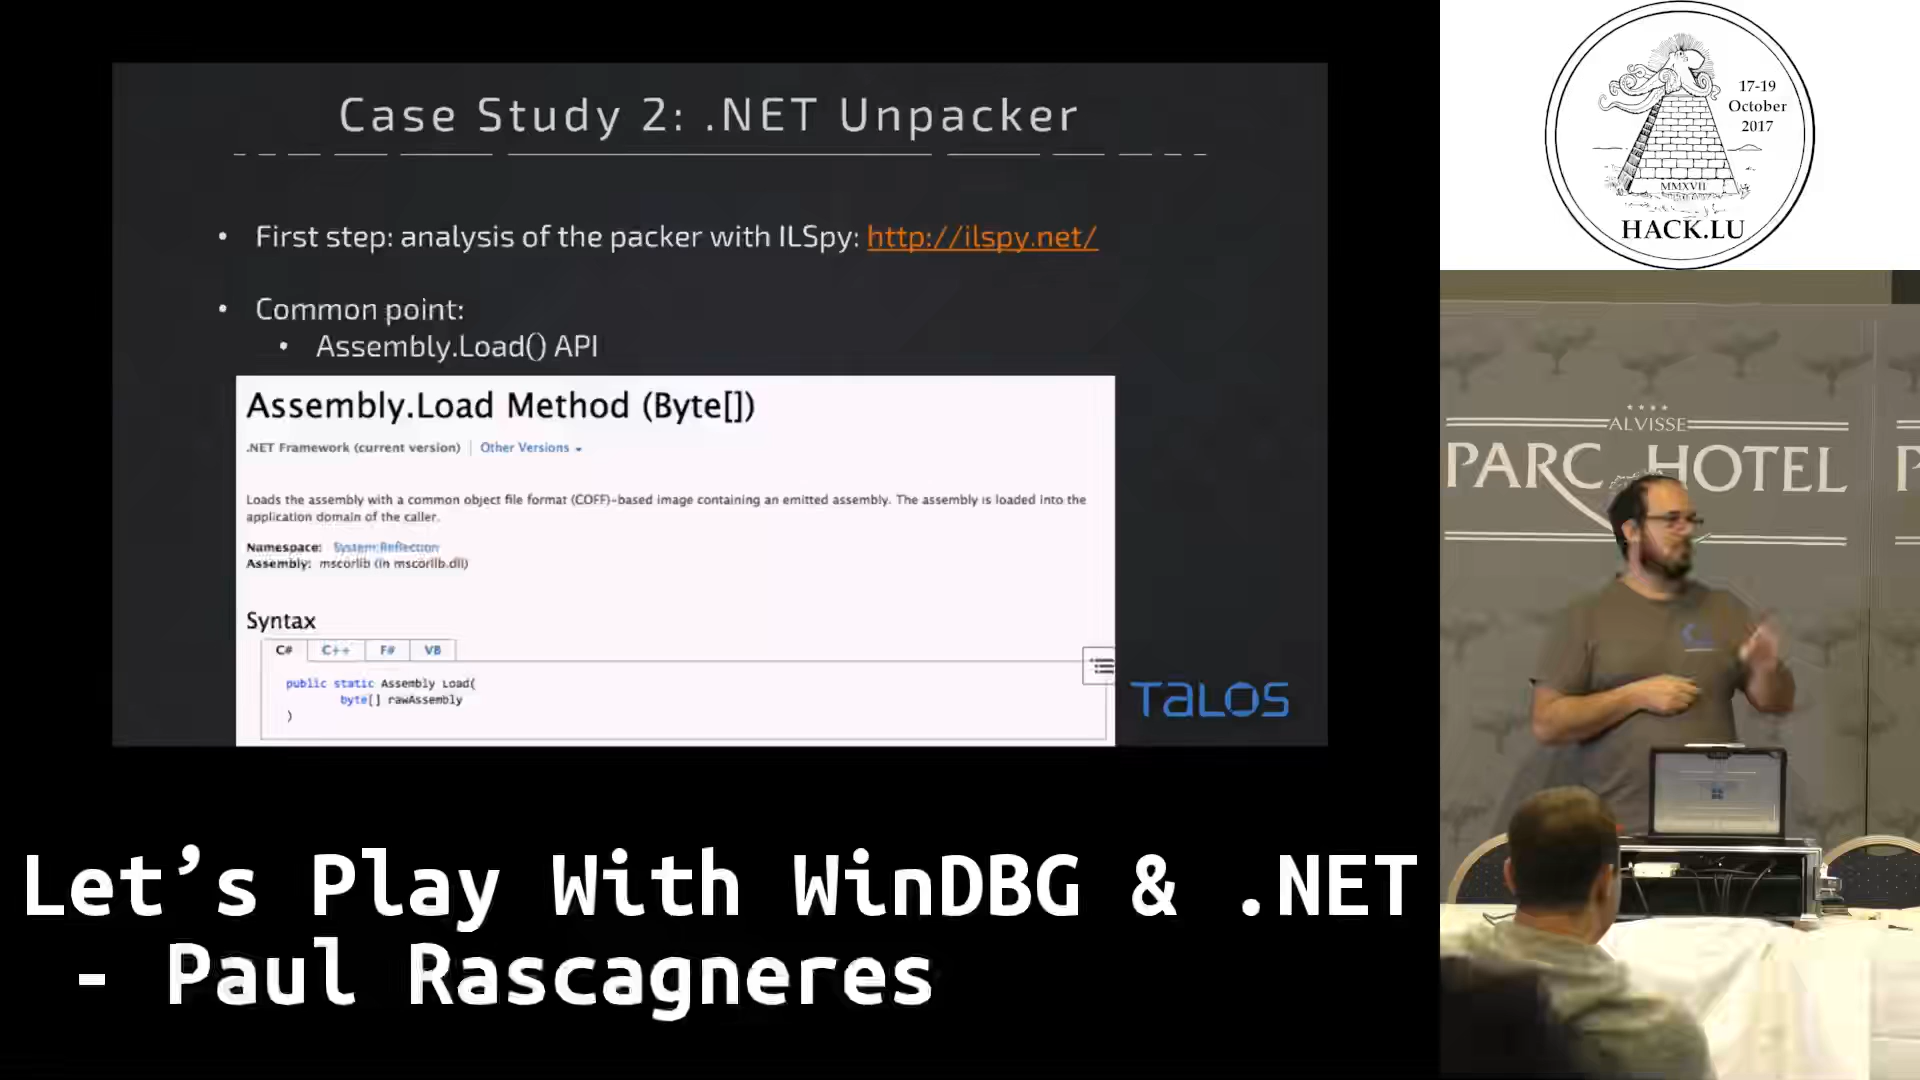 Case Study 2: .NET Unpacker
• First step: analysis of the packer with ILSpy: http://ilspy.net/
• Common point:
• Assembly.Load() API
Assembly.Load Method (Byte[])
.NET Framework (current version) Other Versions
Loads the assembly with a common object file format (COFF)-based image containing an emitted assembly. The assembly is loaded into the
application domain of the caller.
Namespace: System.Reflection
Assembly: mscorlib (in mscorlib.dll)
Syntax
C# C++ F# VB
public static Assembly Load(
byte[] rawAssembly
)
TALOS
17-19
October
2017
MMXVII
HACK.LU
ALVISSE
PARC HOTEL
P
Let's Play With WinDBG & .NET
- Paul Rascagneres